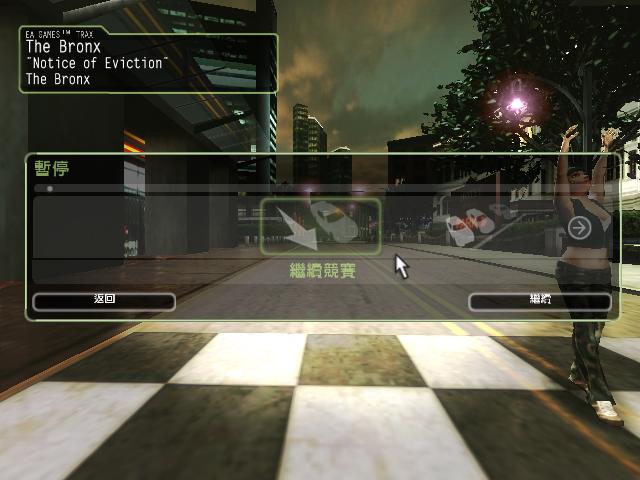 EA GAMES™ TRAX
The Bronx
"Notice of Eviction"
The Bronx
暫停
繼續競賽
返回
繼續